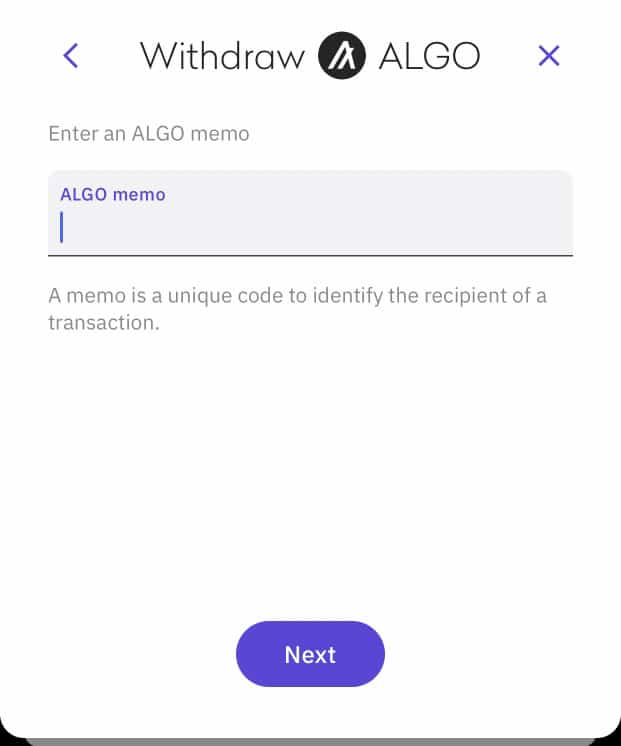 Withdraw ALGO
Enter an ALGO memo
ALGO memo
A memo is a unique code to identify the recipient of a
transaction.
Next